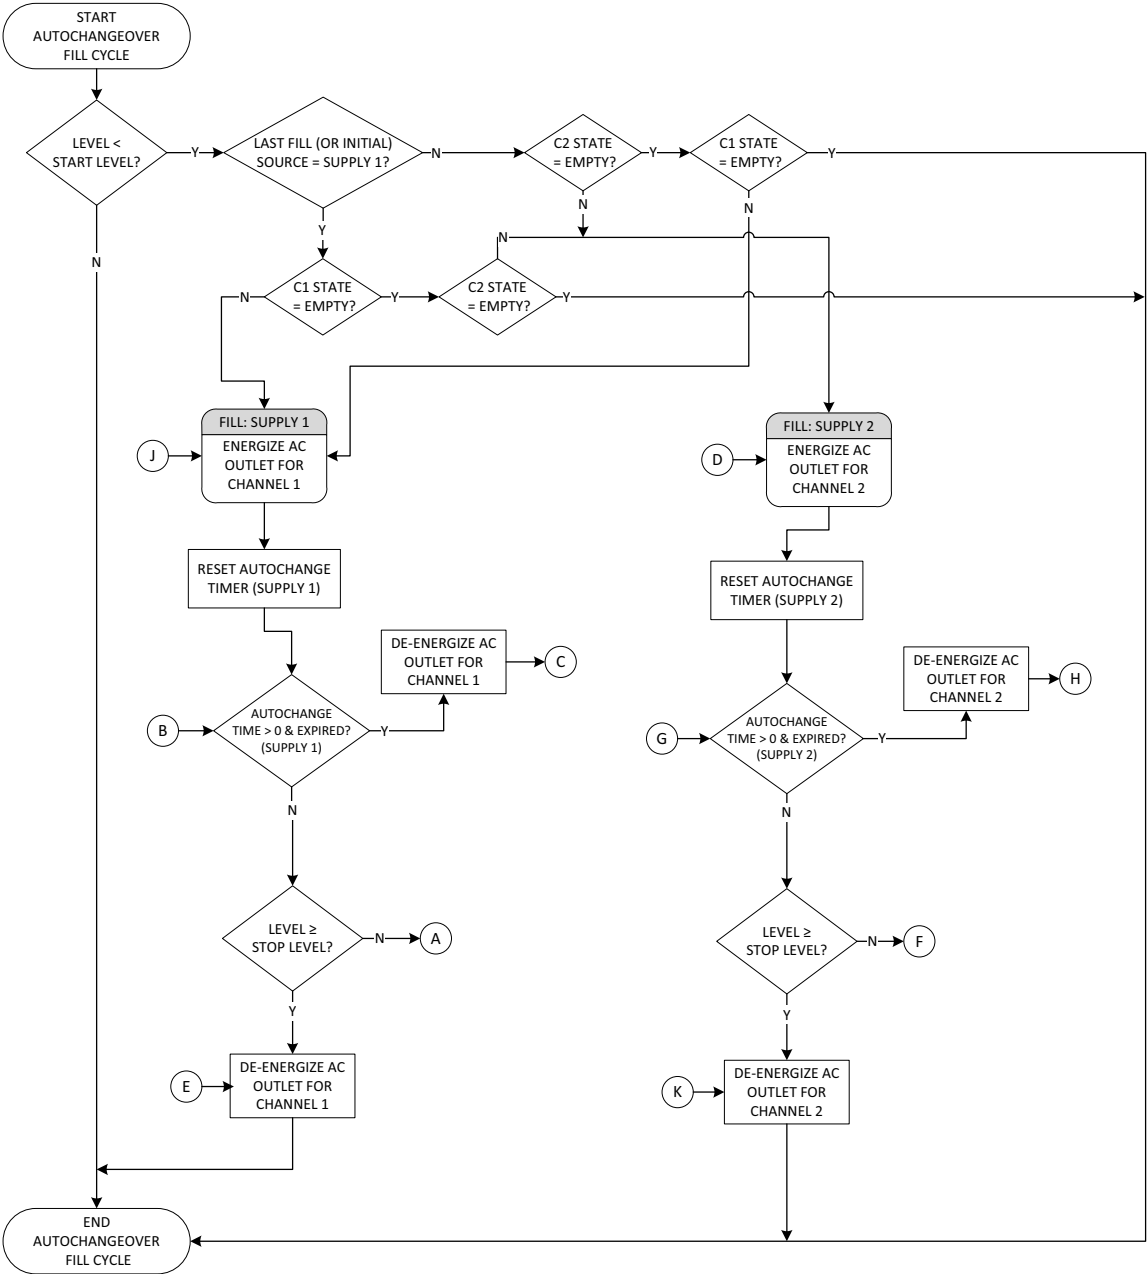 START
AUTOCHANGEOVER
FILL CYCLE
LEVEL <
START LEVEL?
Y
LAST FILL (OR INITIAL)
SOURCE = SUPPLY 1?
N
C2 STATE
= EMPTY?
Y
C1 STATE
= EMPTY?
Y
N
N
Y
N
N
N
C1 STATE
= EMPTY?
Y
C2 STATE
= EMPTY?
Y
FILL: SUPPLY 1
ENERGIZE AC
OUTLET FOR
CHANNEL 1
J
FILL: SUPPLY 2
ENERGIZE AC
OUTLET FOR
CHANNEL 2
D
RESET AUTOCHANGE
TIMER (SUPPLY 1)
RESET AUTOCHANGE
TIMER (SUPPLY 2)
DE-ENERGIZE AC
OUTLET FOR
CHANNEL 1
C
DE-ENERGIZE AC
OUTLET FOR
CHANNEL 2
H
B
AUTOCHANGE
TIME > 0 & EXPIRED?
(SUPPLY 1)
Y
G
AUTOCHANGE
TIME > 0 & EXPIRED?
(SUPPLY 2)
Y
N
N
LEVEL ≥
STOP LEVEL?
N
A
LEVEL ≥
STOP LEVEL?
N
F
Y
Y
E
DE-ENERGIZE AC
OUTLET FOR
CHANNEL 1
K
DE-ENERGIZE AC
OUTLET FOR
CHANNEL 2
END
AUTOCHANGEOVER
FILL CYCLE